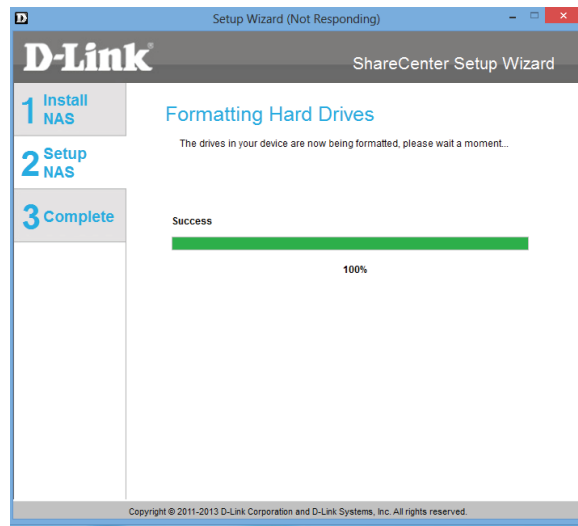 Setup Wizard (Not Responding)
D-Link
ShareCenter Setup Wizard
1 Install
NAS
2 Setup
NAS
3 Complete
Formatting Hard Drives
The drives in your device are now being formatted, please wait a moment...
Success
100%
Copyright © 2011-2013 D-Link Corporation and D-Link Systems, Inc. All rights reserved.